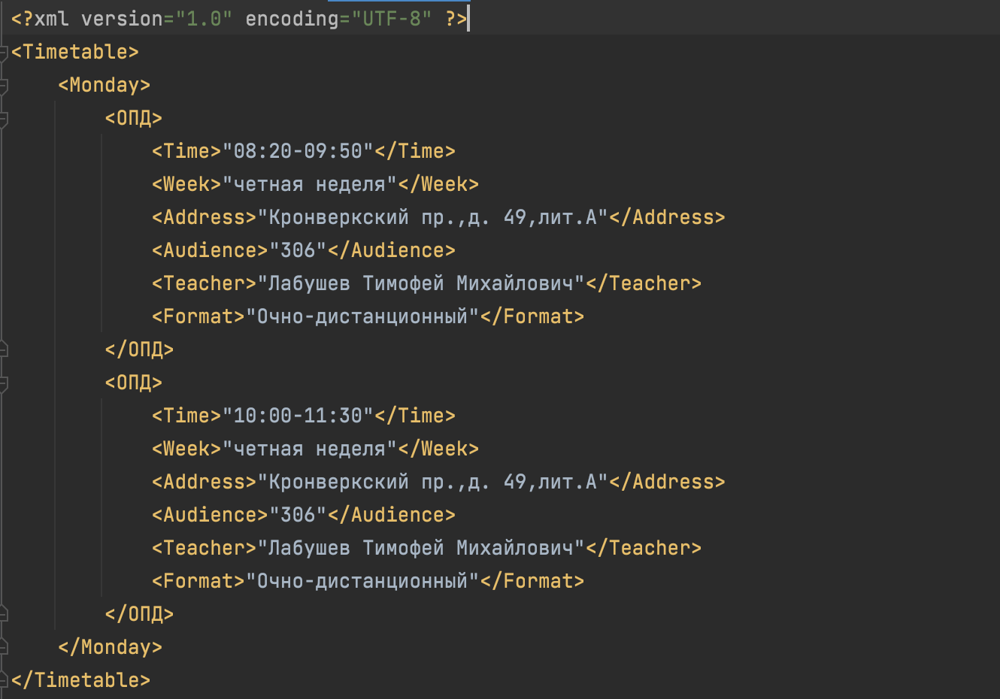 <?xml version="1.0" encoding="UTF-8" ?>
<Timetable>
<Monday>
<ОПД>
<Time>"08:20-09:50"</Time>
<Week>"четная неделя"</Week>
<Address>"Кронверкский пр.,д. 49,лит.А"</Address>
<Audience>"306"</Audience>
<Teacher>"Лабушев Тимофей Михайлович"</Teacher>
<Format>"Очно-дистанционный"</Format>
</ОПД>
<ОПД>
<Time>"10:00-11:30"</Time>
<Week>"четная неделя"</Week>
<Address>"Кронверкский пр.,д. 49,лит.А"</Address>
<Audience>"306"</Audience>
<Teacher>"Лабушев Тимофей Михайлович"</Teacher>
<Format>"Очно-дистанционный"</Format>
</ОПД>
</Monday>
</Timetable>